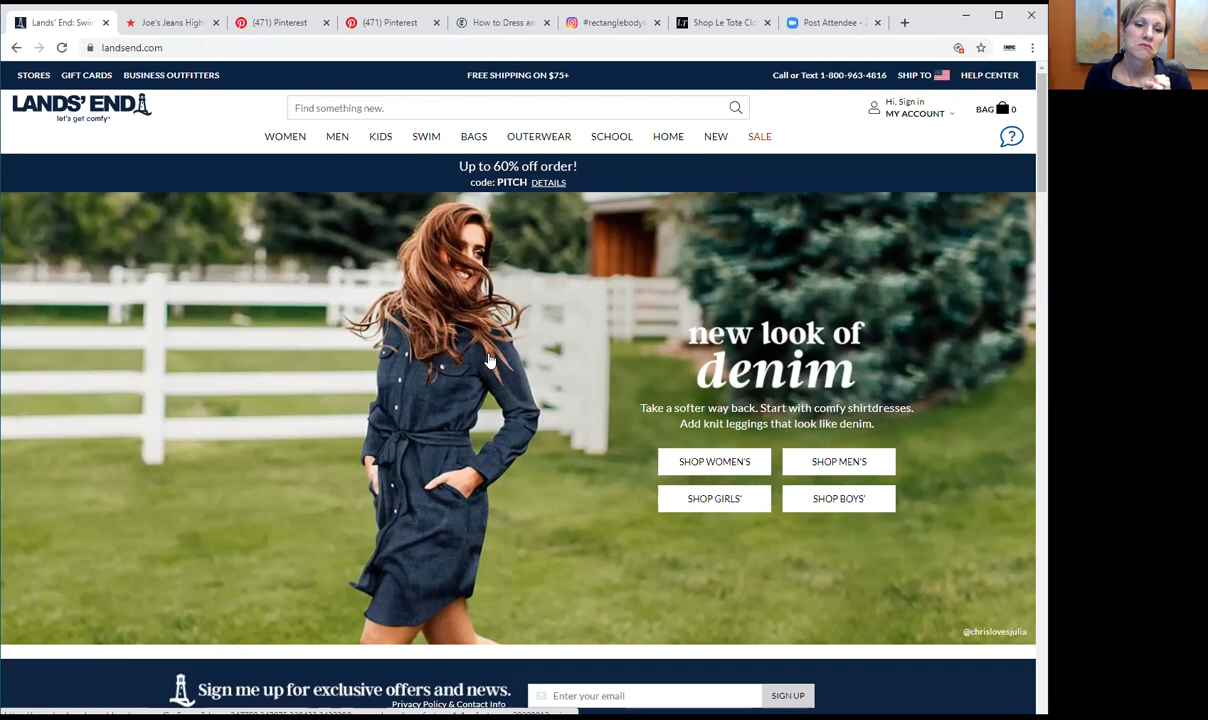 Lands' End: Swim
Joe's Jeans High
(471) Pinterest
(471) Pinterest
How to Dress an
#rectanglebodys
Shop Le Tote Clo
Post Attendee - Z
landsend.com
STORES
GIFT CARDS
BUSINESS OUTFITTERS
FREE SHIPPING ON $75+
Call or Text 1-800-963-4816
SHIP TO
HELP CENTER
LANDS' END
let's get comfy™
Find something new.
Hi, Sign in
MY ACCOUNT
BAG 0
WOMEN
MEN
KIDS
SWIM
BAGS
OUTERWEAR
SCHOOL
HOME
NEW
SALE
?
Up to 60% off order!
code: PITCH DETAILS
new look of
denim
Take a softer way back. Start with comfy shirtdresses.
Add knit leggings that look like denim.
SHOP WOMEN'S
SHOP MEN'S
SHOP GIRLS'
SHOP BOYS'
@chrislovesjulia
Sign me up for exclusive offers and news.
Privacy Policy & Contact Info
Enter your email
SIGN UP